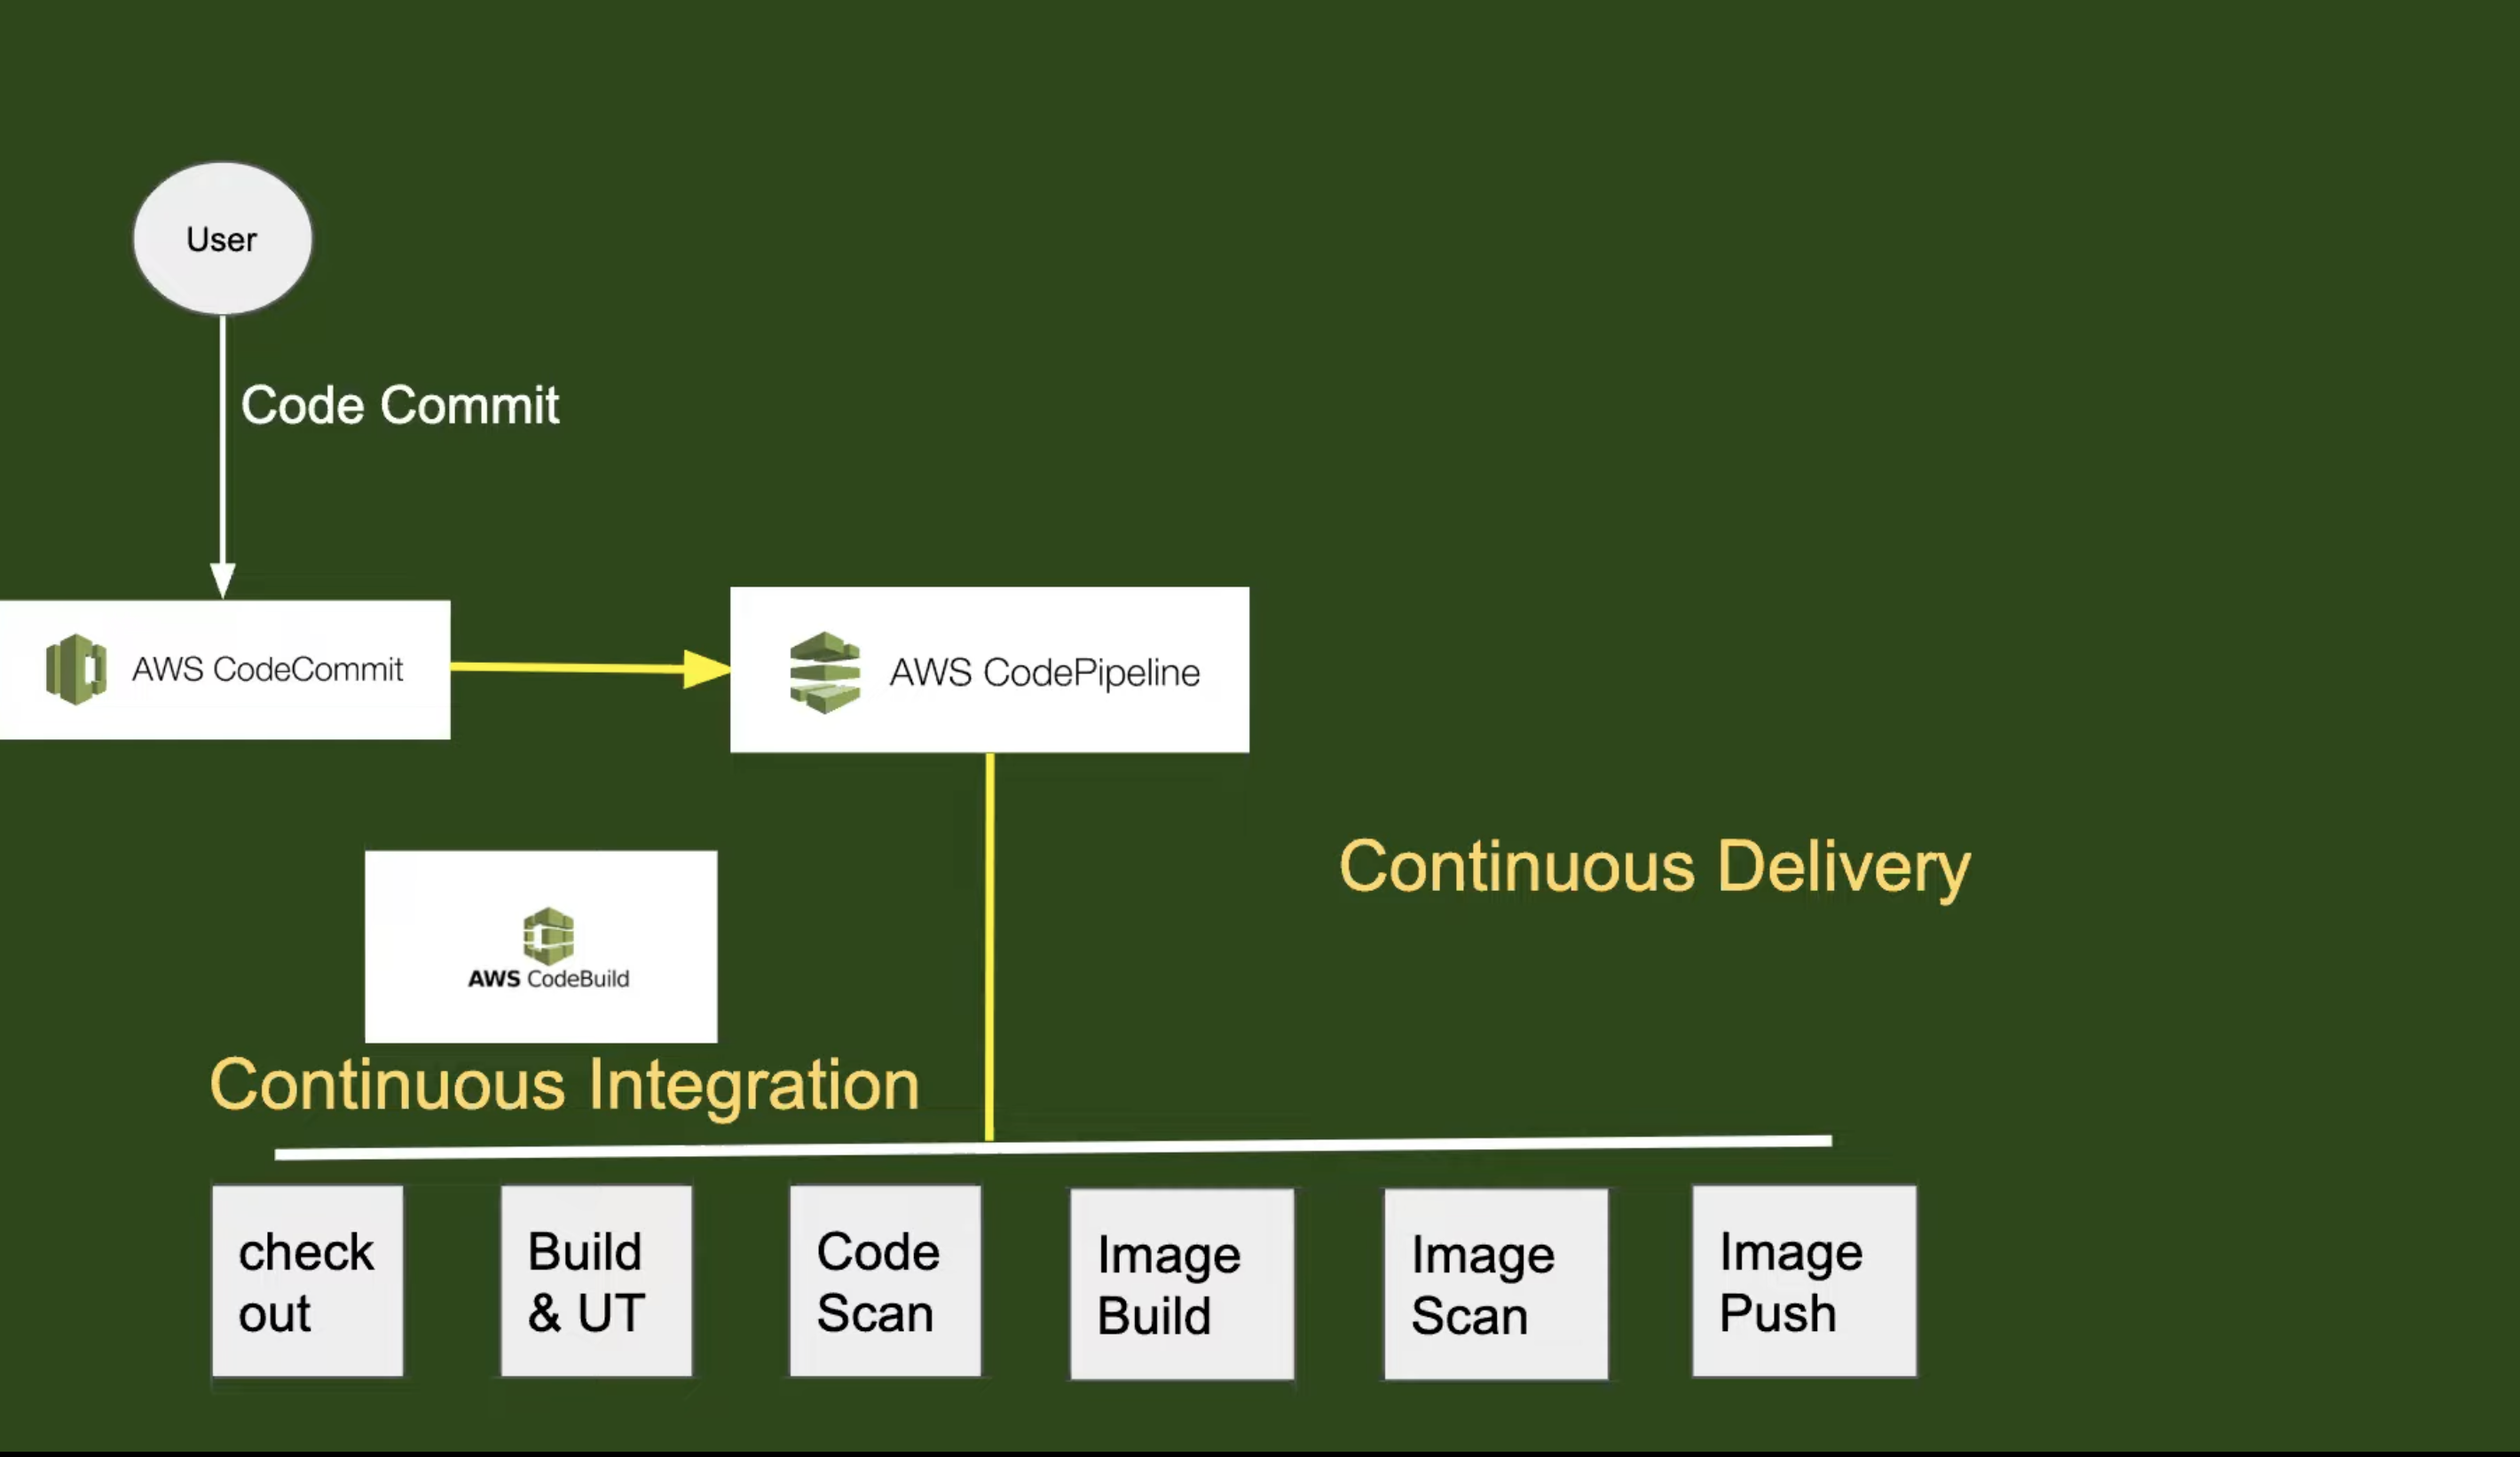 User
Code Commit
AWS CodeCommit
AWS CodePipeline
Continuous Delivery
AWS CodeBuild
Continuous Integration
check
out
Build
& UT
Code
Scan
Image
Build
Image
Scan
Image
Push